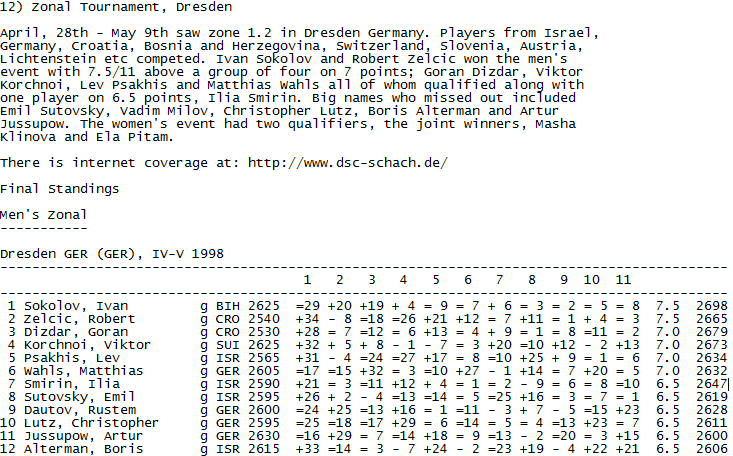 12) Zonal Tournament, Dresden
April, 28th - May 9th saw zone 1.2 in Dresden Germany. Players from Israel,
Germany, Croatia, Bosnia and Herzegovina, Switzerland, Slovenia, Austria,
Lichtenstein etc competed. Ivan Sokolov and Robert Zelcic won the men's
event with 7.5/11 above a group of four on 7 points; Goran Dizdar, Viktor
Korchnoi, Lev Psakhis and Matthias Wahls all of whom qualified along with
one player on 6.5 points, Ilia Smirin. Big names who missed out included
Emil Sutovsky, Vadim Milov, Christopher Lutz, Boris Alterman and Artur
Jussupow. The women's event had two qualifiers, the joint winners, Masha
Klinova and Ela Pitam.
There is internet coverage at: http://www.dsc-schach.de/
Final Standings
Men's Zonal
-----------
Dresden GER (GER), IV-V 1998
-------------------------------------------------------------------------------------------
1 2 3 4 5 6 7 8 9 10 11
-------------------------------------------------------------------------------------------
1 Sokolov, Ivan g BIH 2625 =29 +20 +19 + 4 = 9 = 7 + 6 = 3 = 2 = 5 = 8 7.5 2698
2 Zelcic, Robert g CRO 2540 +34 - 8 =18 =26 +21 +12 = 7 +11 = 1 + 4 = 3 7.5 2665
3 Dizdar, Goran g CRO 2530 +28 = 7 =12 = 6 +13 = 4 + 9 = 1 = 8 =11 = 2 7.0 2679
4 Korchnoi, Viktor g SUI 2625 +32 + 5 + 8 - 1 - 7 = 3 +20 =10 +12 - 2 +13 7.0 2673
5 Psakhis, Lev g ISR 2565 +31 - 4 =24 =27 +17 = 8 =10 +25 + 9 = 1 = 6 7.0 2634
6 Wahls, Matthias g GER 2605 =17 =15 +32 = 3 =10 +27 - 1 +14 = 7 +20 = 5 7.0 2632
7 Smirin, Ilia g ISR 2590 +21 = 3 =11 +12 + 4 = 1 = 2 - 9 = 6 = 8 =10 6.5 2647
8 Sutovsky, Emil g ISR 2595 +26 + 2 - 4 =13 =14 = 5 =25 +16 = 3 = 7 = 1 6.5 2619
9 Dautov, Rustem g GER 2600 =24 +25 =13 +16 = 1 =11 - 3 + 7 - 5 =15 +23 6.5 2628
10 Lutz, Christopher g GER 2595 =25 =18 =17 +29 = 6 =14 = 5 = 4 =13 +23 = 7 6.5 2611
11 Jussupow, Artur g GER 2630 =16 +29 = 7 =14 +18 = 9 =13 - 2 =20 = 3 +15 6.5 2600
12 Alterman, Boris g ISR 2615 +33 =14 = 3 - 7 +24 - 2 =23 +19 - 4 +22 +21 6.5 2606